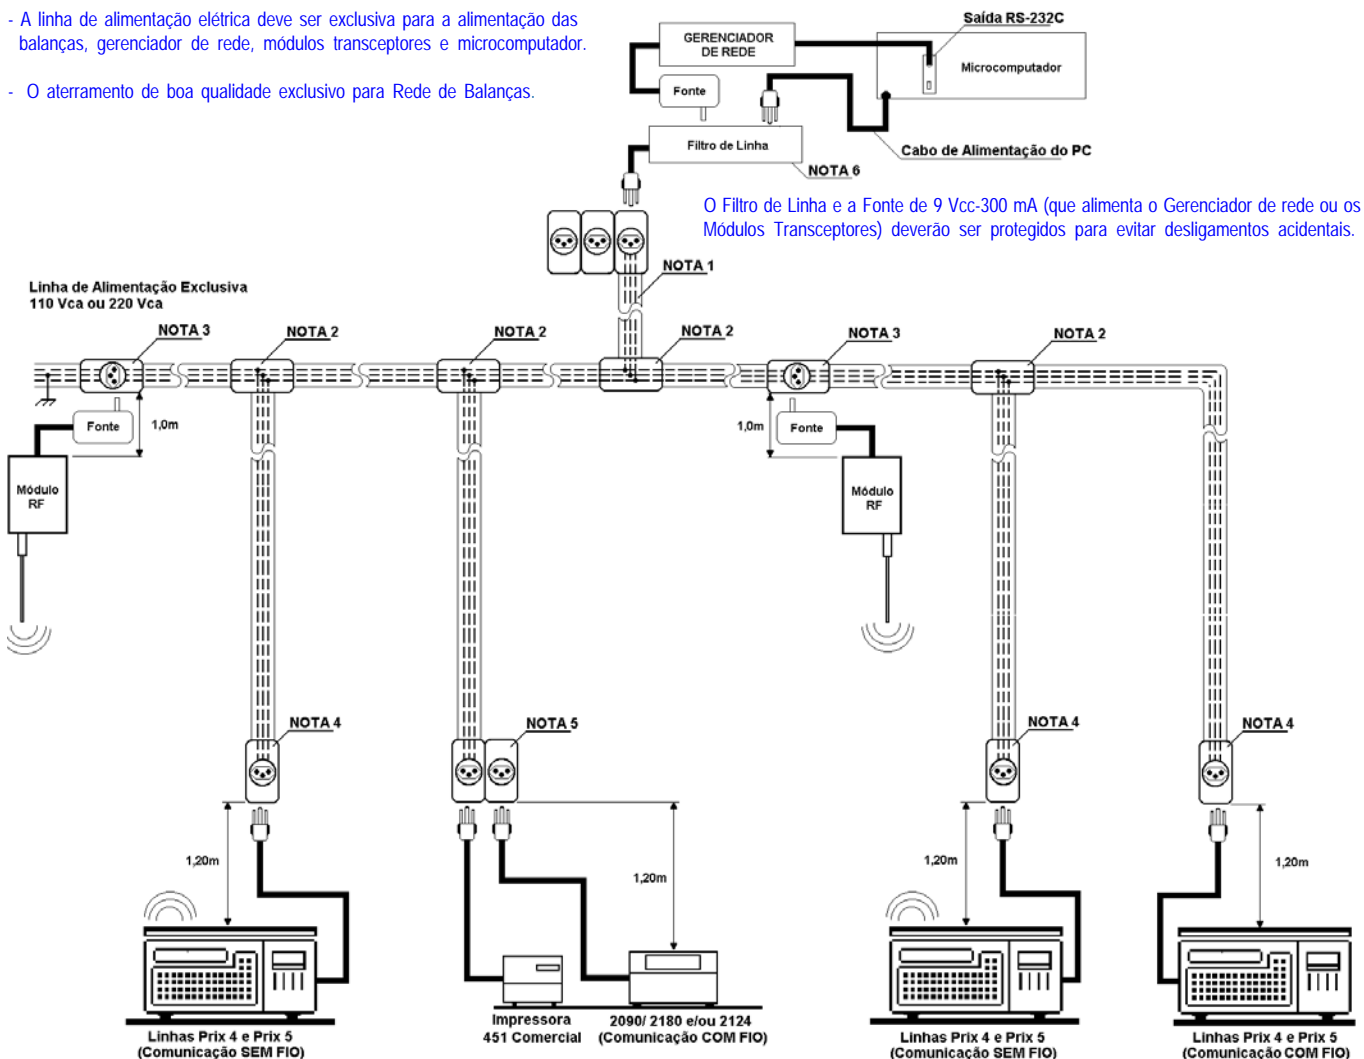 - A linha de alimentação elétrica deve ser exclusiva para a alimentação das
balanças, gerenciador de rede, módulos transceptores e microcomputador.
- O aterramento de boa qualidade exclusivo para Rede de Balanças.
Saída RS-232C
GERENCIADOR
DE REDE
Microcomputador
Fonte
Filtro de Linha
Cabo de Alimentação do PC
NOTA 6
O Filtro de Linha e a Fonte de 9 Vcc-300 mA (que alimenta o Gerenciador de rede ou os
Módulos Transceptores) deverão ser protegidos para evitar desligamentos acidentais.
NOTA 1
Linha de Alimentação Exclusiva
110 Vca ou 220 Vca
NOTA 3
NOTA 2
NOTA 2
NOTA 2
NOTA 3
NOTA 2
Fonte
1,0m
1,0m
Fonte
Módulo
RF
Módulo
RF
NOTA 4
NOTA 5
NOTA 4
NOTA 4
1,20m
1,20m
1,20m
1,20m
Linhas Prix 4 e Prix 5
(Comunicação SEM FIO)
Impressora
451 Comercial
2090/ 2180 e/ou 2124
(Comunicação COM FIO)
Linhas Prix 4 e Prix 5
(Comunicação SEM FIO)
Linhas Prix 4 e Prix 5
(Comunicação COM FIO)